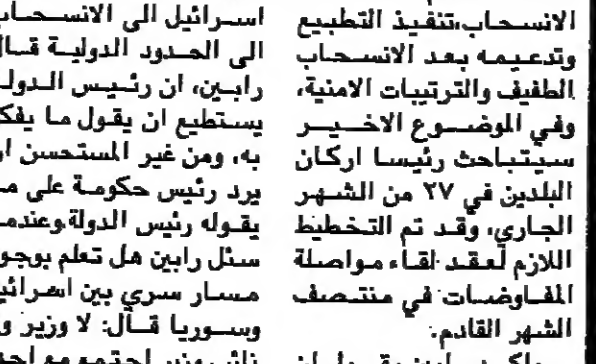 الانسـحاب،تنفيذ التطبيع
وتدعيمه بعد الانسحاب
الطفيف والترتيبات الامنية،
وفي الموضوع الاخير
سيتباحث رئيسا اركان
البلدين في ٢٧ من الشهر
الجاري، وقد تم التخطيط
اللازم لعقد لقاء مواصلة
المفاوضات في منتصف
الشهر القادم.
اسرائيل الى الانسحاب
الى الحدود الدولية قال
رابين، ان رئيس الدولة
يستطيع ان يقول ما يفكر
به، ومن غير المستحسن ان
يرد رئيس حكومة على ما
يقوله رئيس الدولة.وعندما
سئل رابين هل تعلم بوجود
مسار سري بين اسرائيل
وسوريا قال: لا وزير و